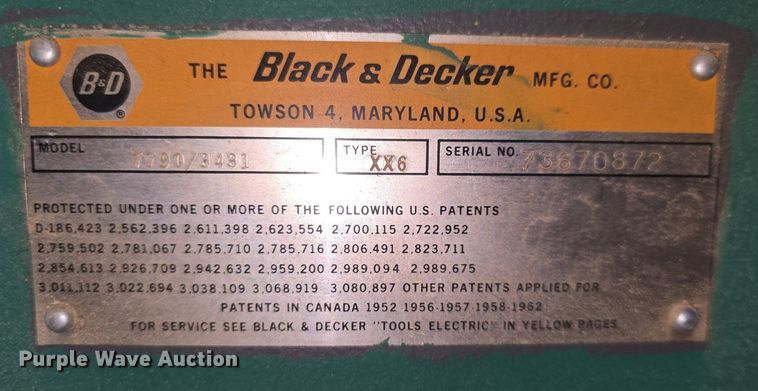 B&D ®
THE Black & Decker MFG. CO.
TOWSON 4, MARYLAND, U.S.A.
MODEL 7790/3431 TYPE XX6 SERIAL NO. 73670872
PROTECTED UNDER ONE OR MORE OF THE FOLLOWING U.S. PATENTS
D-186,423 2,562,396 2,611,398 2,623,554 2,700,115 2,722,952
2,759,502 2,781,067 2,785,710 2,785,716 2,806,491 2,823,711
2,854,613 2,926,709 2,942,632 2,959,200 2,989,094 2,989,675
3,011,112 3,022,694 3,038,109 3,068,919 3,080,897 OTHER PATENTS APPLIED FOR
PATENTS IN CANADA 1952-1956-1957-1958-1962
FOR SERVICE SEE BLACK & DECKER "TOOLS ELECTRIC" IN YELLOW PAGES
Purple Wave Auction